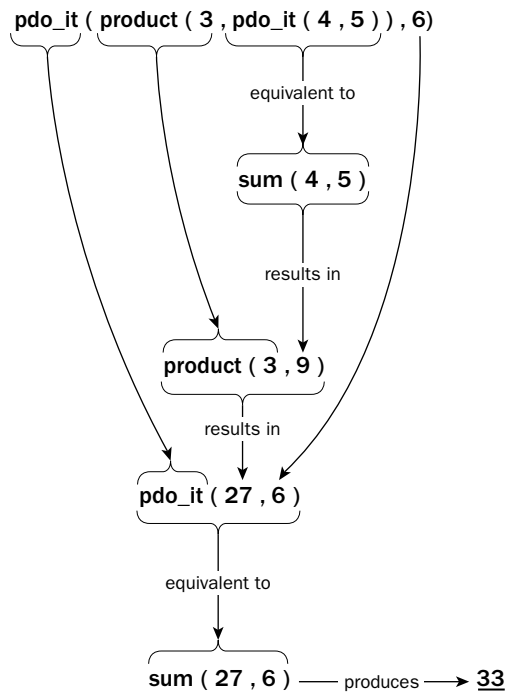 pdo_it ( product ( 3 , pdo_it ( 4 , 5 ) ) , 6)
equivalent to
sum ( 4 , 5 )
results in
product ( 3 , 9 )
results in
pdo_it ( 27 , 6 )
equivalent to
sum ( 27 , 6 ) produces 33